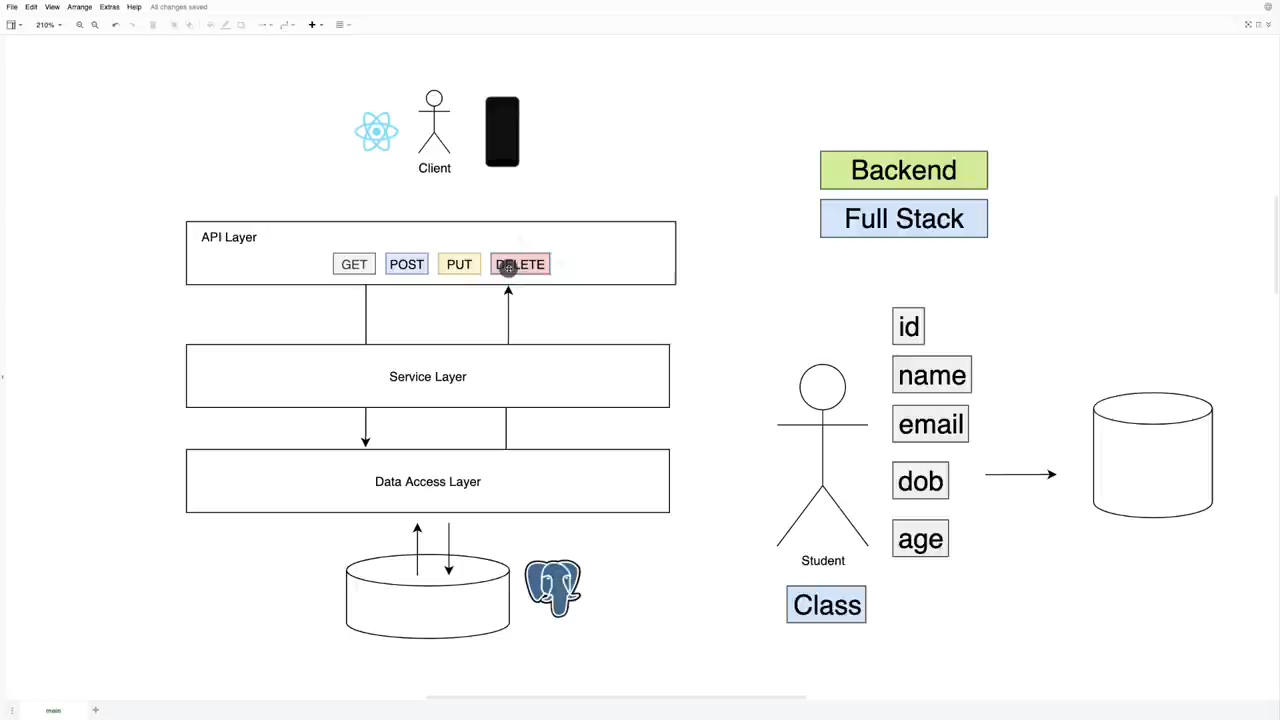 File Edit View Arrange Extras Help All changes saved
210%
Client
Backend
Full Stack
API Layer
GET POST PUT DELETE
Service Layer
Data Access Layer
id
name
email
dob
age
Student
Class
main